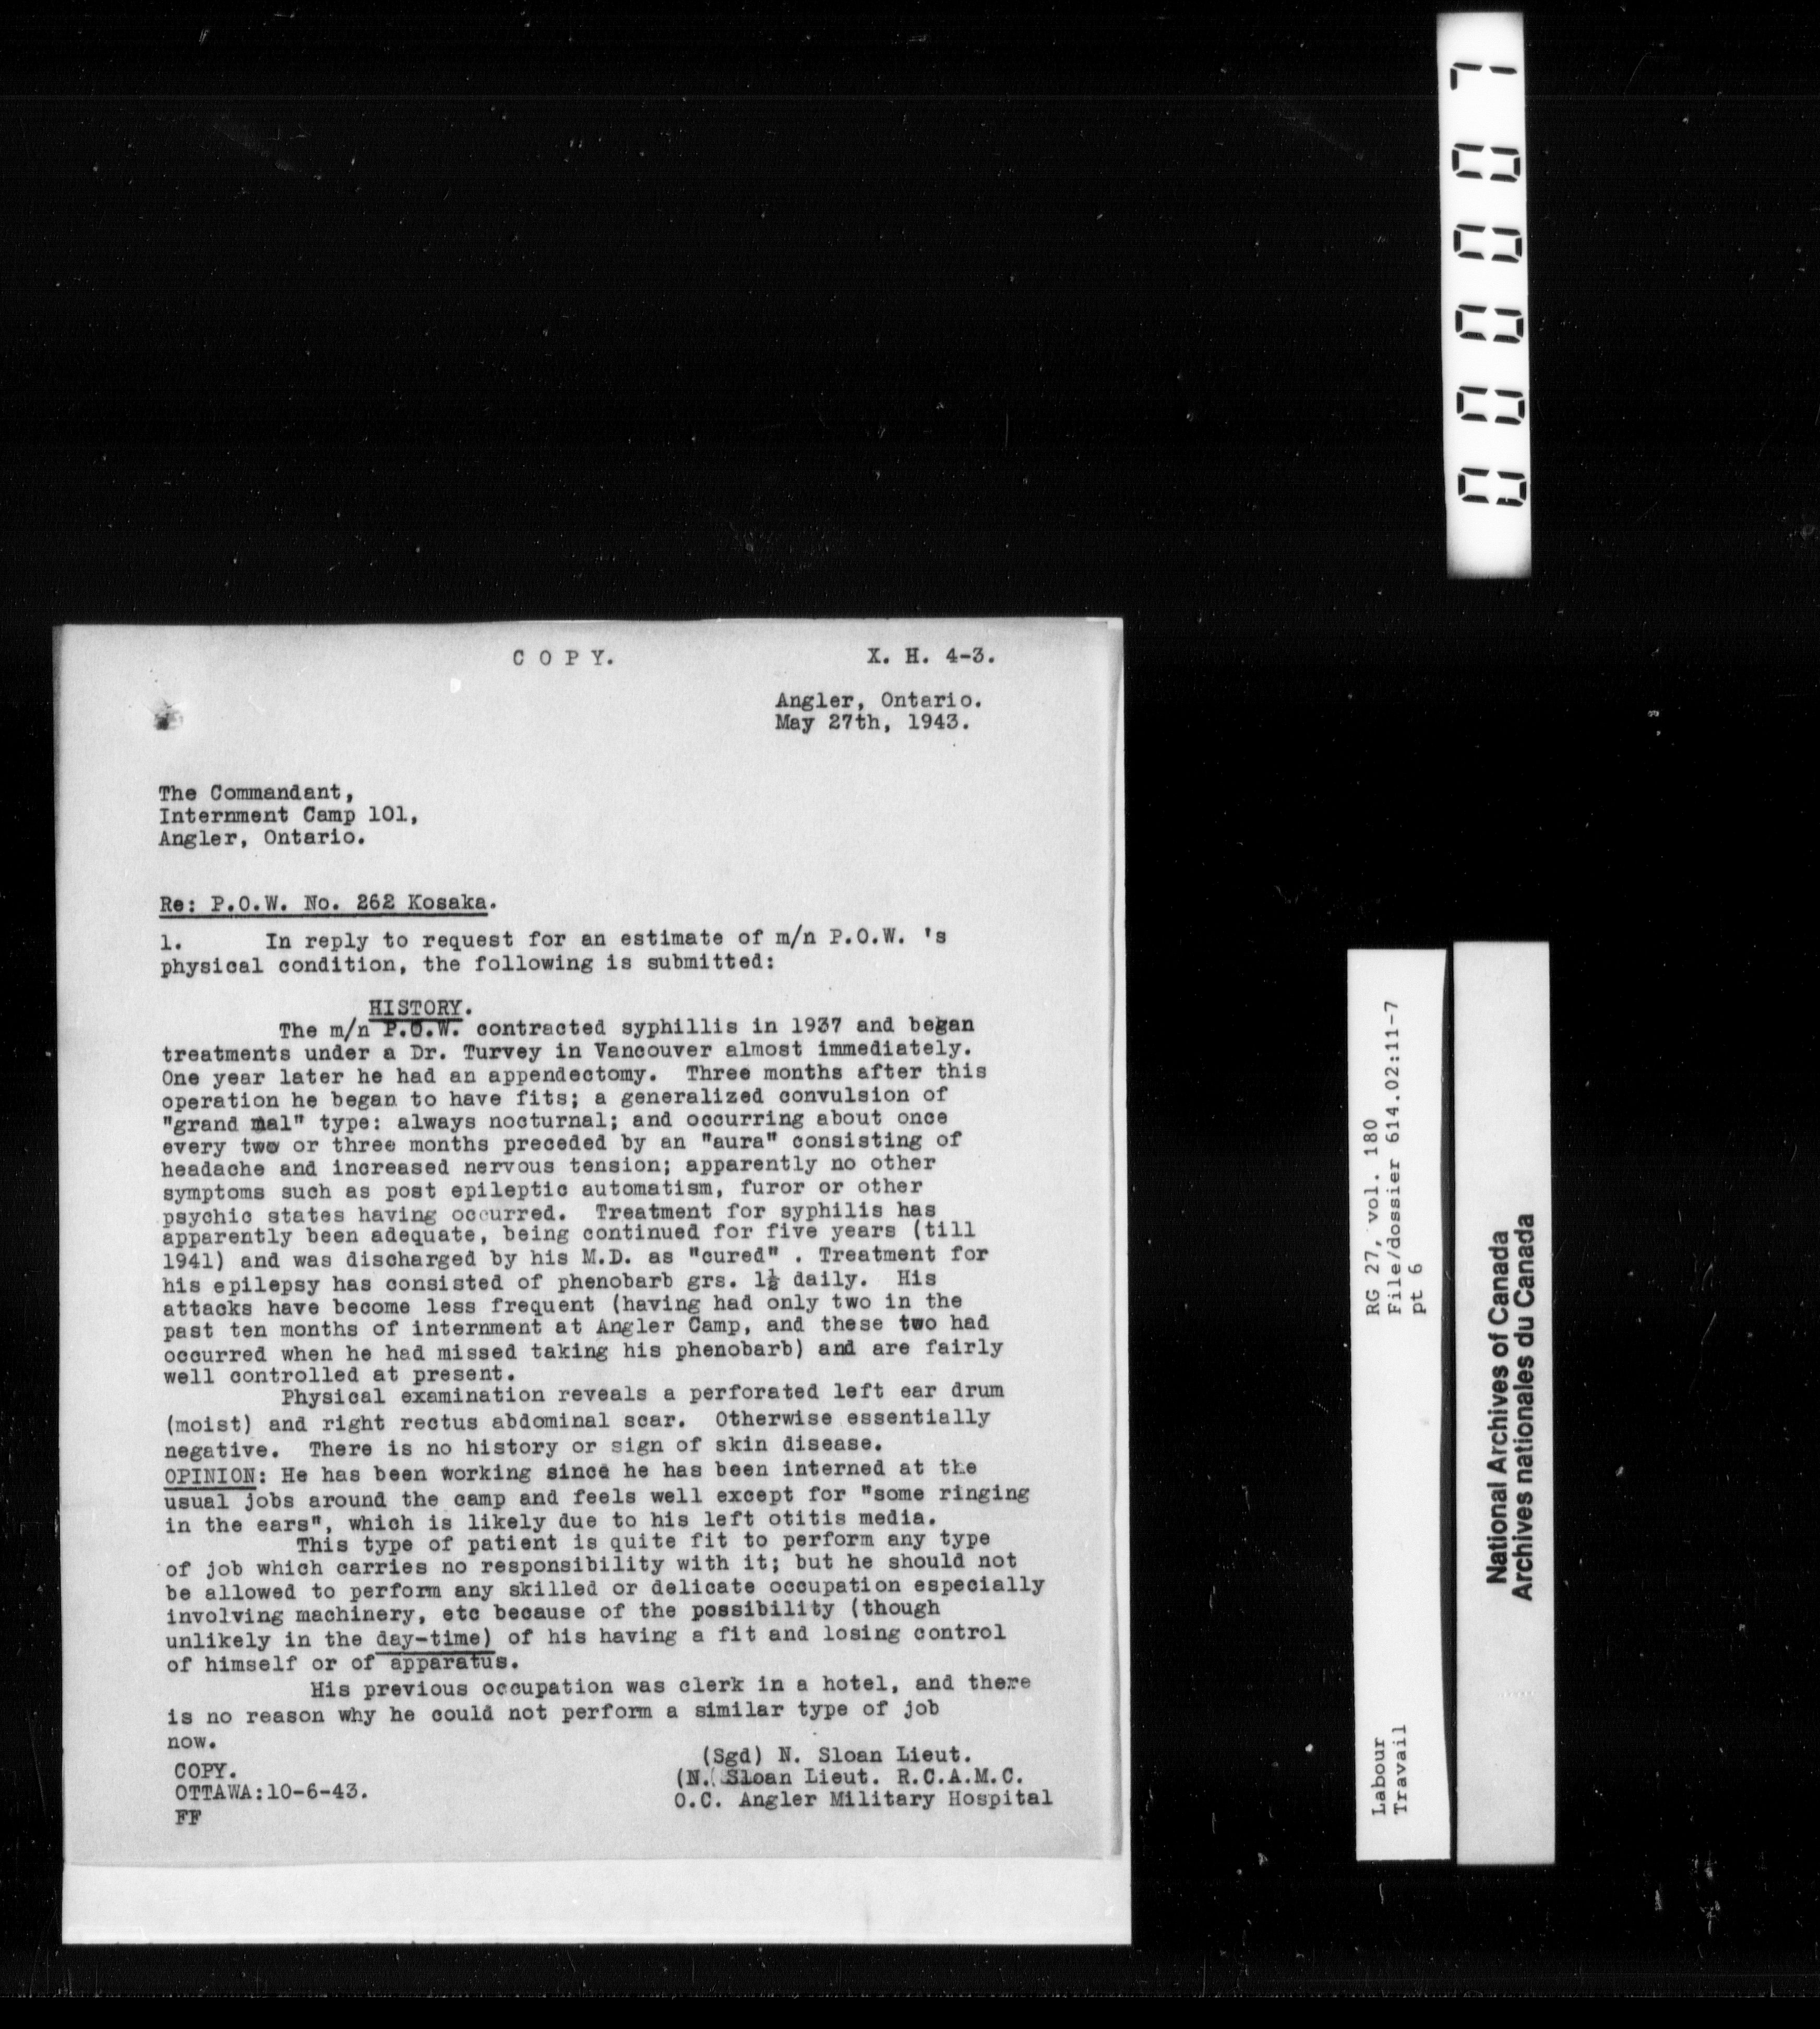 COPY.
X. H. 4-3.
Angler, Ontario.
May 27th, 1943.
The Commandant,
Internment Camp 101,
Angler, Ontario.
Re: P.O.W. No. 262 Kosaka.
1. In reply to request for an estimate of m/n P.O.W. 's
physical condition, the following is submitted:
HISTORY.
The m/n P.O.W. contracted syphillis in 1937 and began
treatments under a Dr. Turvey in Vancouver almost immediately.
One year later he had an appendectomy. Three months after this
operation he began to have fits; a generalized convulsion of
"grand mal" type: always nocturnal; and occurring about once
every two or three months preceded by an "aura" consisting of
headache and increased nervous tension; apparently no other
symptoms such as post epileptic automatism, furor or other
psychic states having occurred. Treatment for syphilis has
apparently been adequate, being continued for five years (till
1941) and was discharged by his M.D. as "cured" . Treatment for
his epilepsy has consisted of phenobarb grs. 1½ daily. His
attacks have become less frequent (having had only two in the
past ten months of internment at Angler Camp, and these two had
occurred when he had missed taking his phenobarb) and are fairly
well controlled at present.
Physical examination reveals a perforated left ear drum
(moist) and right rectus abdominal scar. Otherwise essentially
negative. There is no history or sign of skin disease.
OPINION: He has been working since he has been interned at the
usual jobs around the camp and feels well except for "some ringing
in the ears", which is likely due to his left otitis media.
This type of patient is quite fit to perform any type
of job which carries no responsibility with it; but he should not
be allowed to perform any skilled or delicate occupation especially
involving machinery, etc because of the possibility (though
unlikely in the day-time) of his having a fit and losing control
of himself or of apparatus.
His previous occupation was clerk in a hotel, and there
is no reason why he could not perform a similar type of job
now.
(Sgd) N. Sloan Lieut.
(N. Sloan Lieut. R.C.A.M.C.
O.C. Angler Military Hospital
COPY.
OTTAWA:10-6-43.
FF
000007
RG 27, vol. 180
File/dossier 614.02:11-7
pt 6
Labour
Travail
National Archives of Canada
Archives nationales du Canada